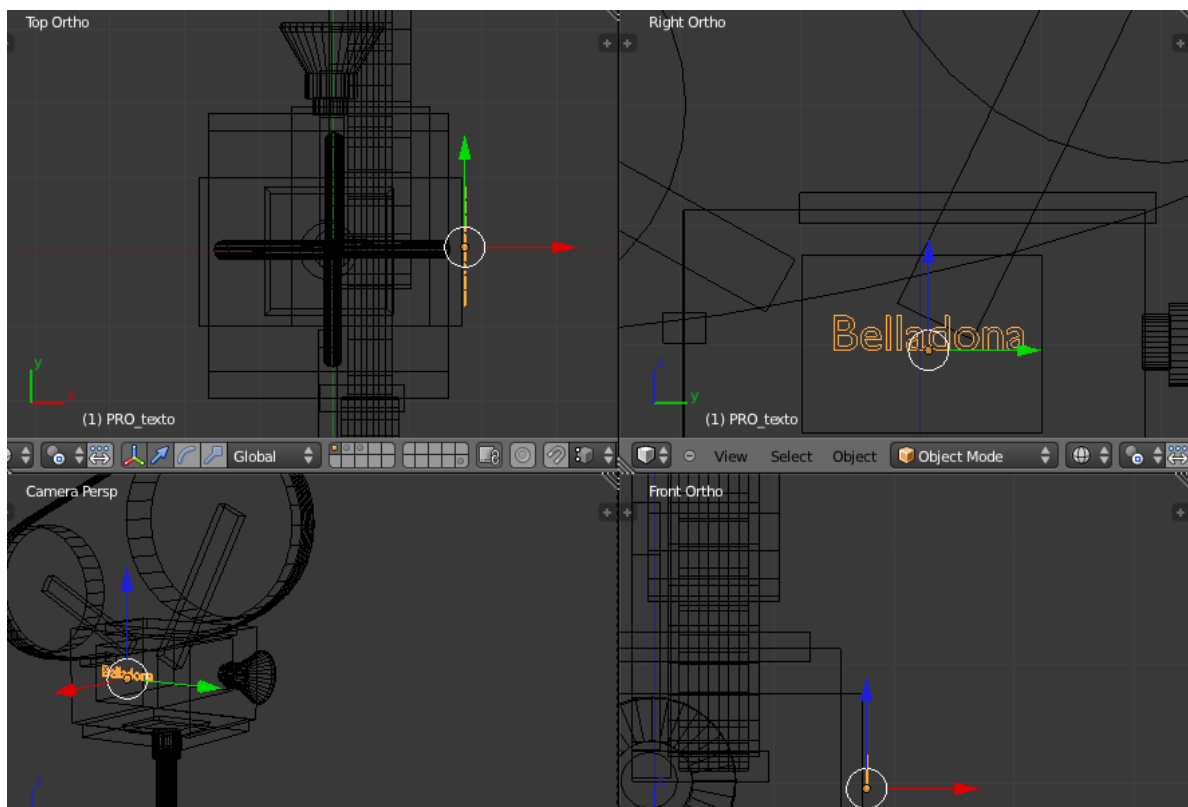 Top Ortho
Right Ortho
y
x
(1) PRO_texto
Belladona
z
y
(1) PRO_texto
Global
View Select Object Object Mode
Camera Persp
Front Ortho
Belladona
z
z